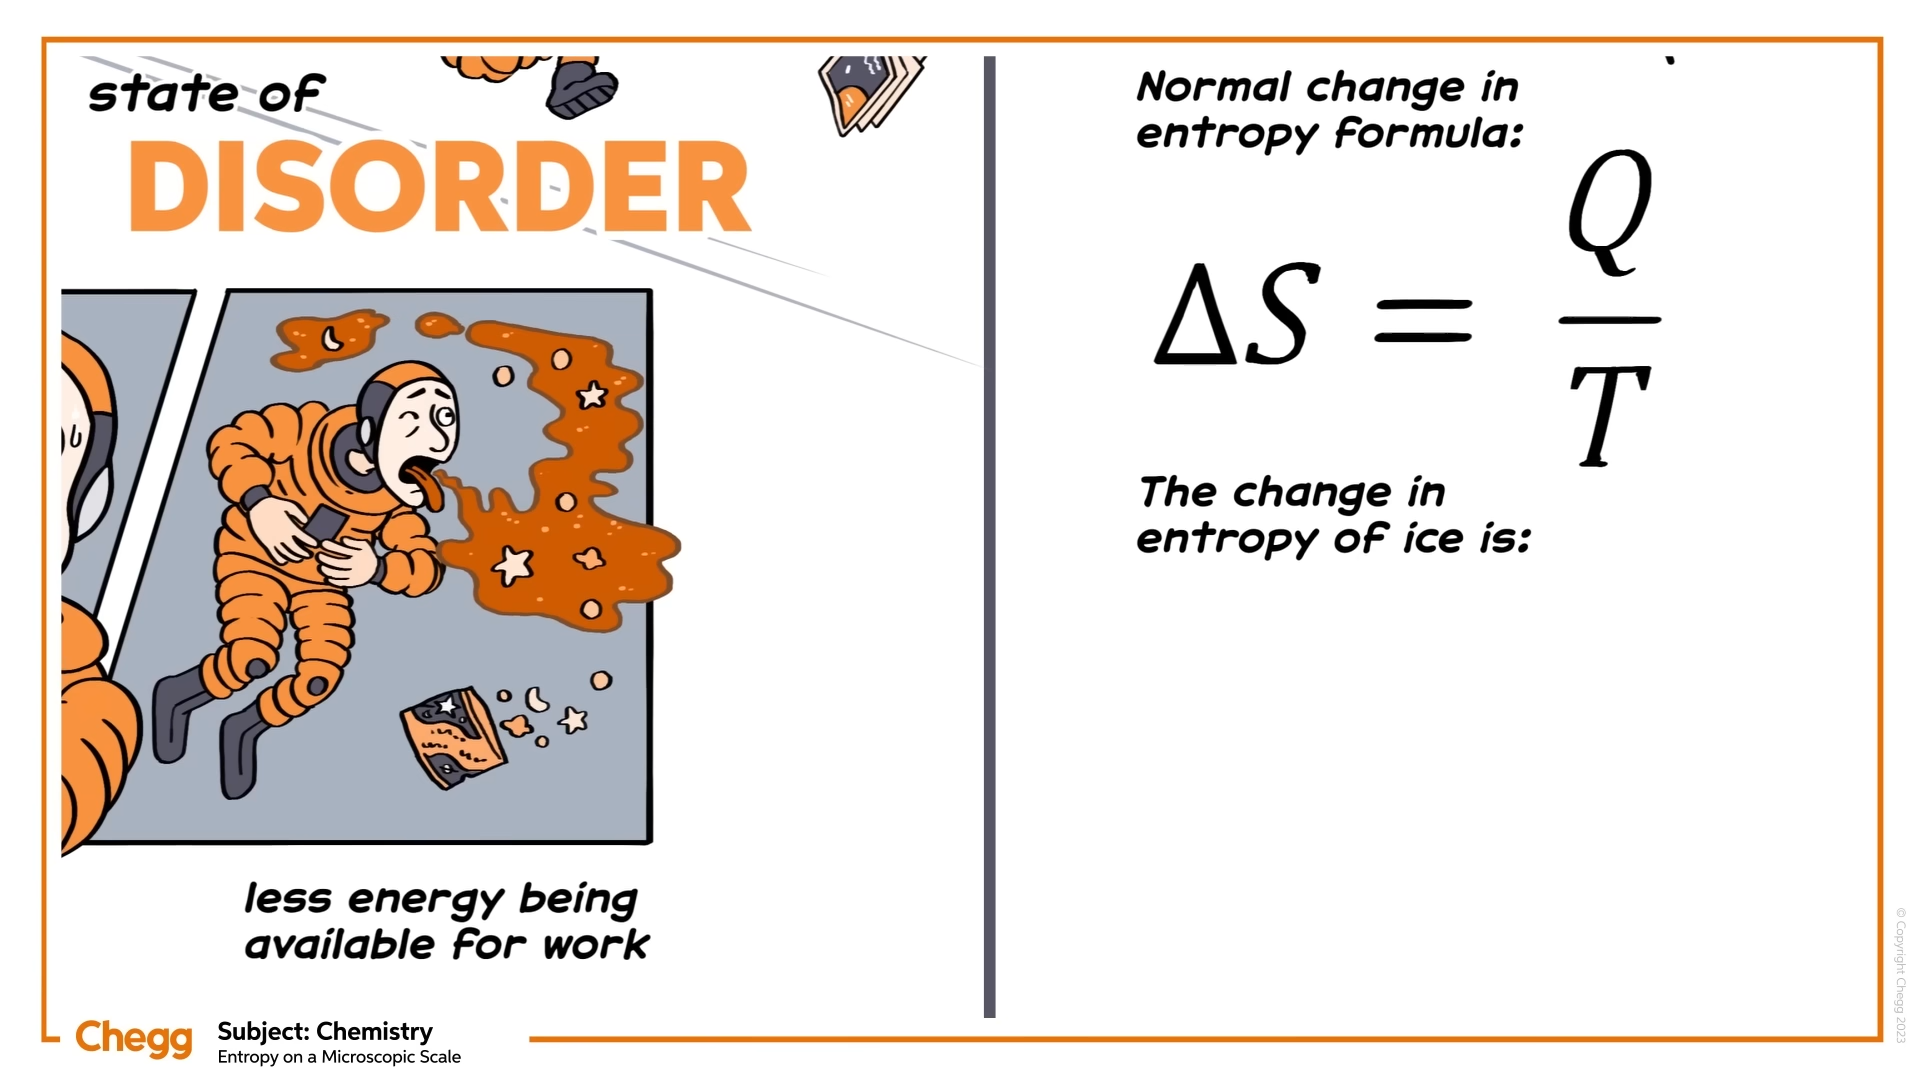 state of
DISORDER
less energy being
available for work
Normal change in
entropy formula:
ΔS = Q/T
The change in
entropy of ice is:
Chegg
Subject: Chemistry
Entropy on a Microscopic Scale
© Copyright Chegg 2023